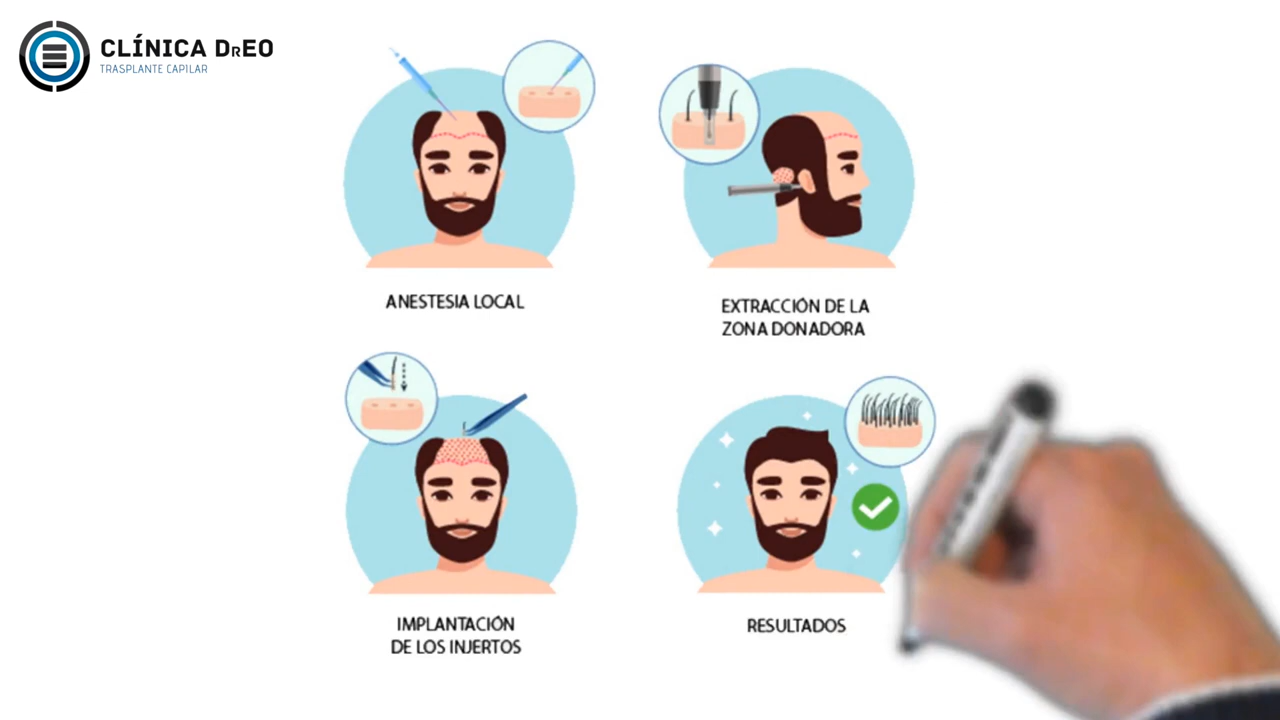 CLÍNICA DREO
TRASPLANTE CAPILAR
ANESTESIA LOCAL
EXTRACCIÓN DE LA
ZONA DONADORA
IMPLANTACIÓN
DE LOS INJERTOS
RESULTADOS